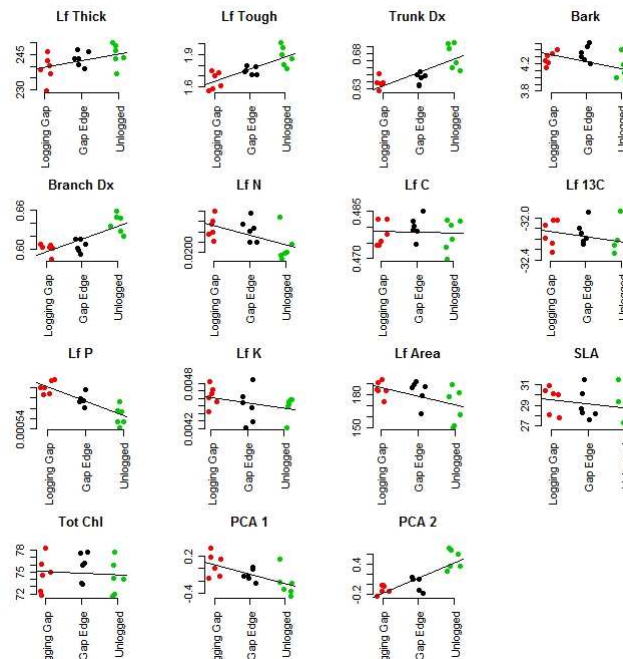 Lf Thick
245
230
Logging Gap
Gap Edge
Unlogged
Lf Tough
1.9
1.6
Logging Gap
Gap Edge
Unlogged
Trunk Dx
0.68
0.63
Logging Gap
Gap Edge
Unlogged
Bark
4.2
3.8
Logging Gap
Gap Edge
Branch Dx
0.66
0.60
Logging Gap
Gap Edge
Unlogged
Lf N
0.0200
Logging Gap
Gap Edge
Unlogged
Lf C
0.485
0.470
Logging Gap
Gap Edge
Unlogged
Lf 13C
-32.0
-32.4
Logging Gap
Gap Edge
Lf P
0.00054
Logging Gap
Gap Edge
Unlogged
Lf K
0.0048
0.0042
Logging Gap
Gap Edge
Unlogged
Lf Area
180
150
Logging Gap
Gap Edge
Unlogged
SLA
31
29
27
Logging Gap
Gap Edge
Tot Chl
78
75
72
Logging Gap
Gap Edge
Unlogged
PCA 1
0.2
-0.4
Logging Gap
Gap Edge
Unlogged
PCA 2
0.4
-0.2
Logging Gap
Gap Edge
Unlogged